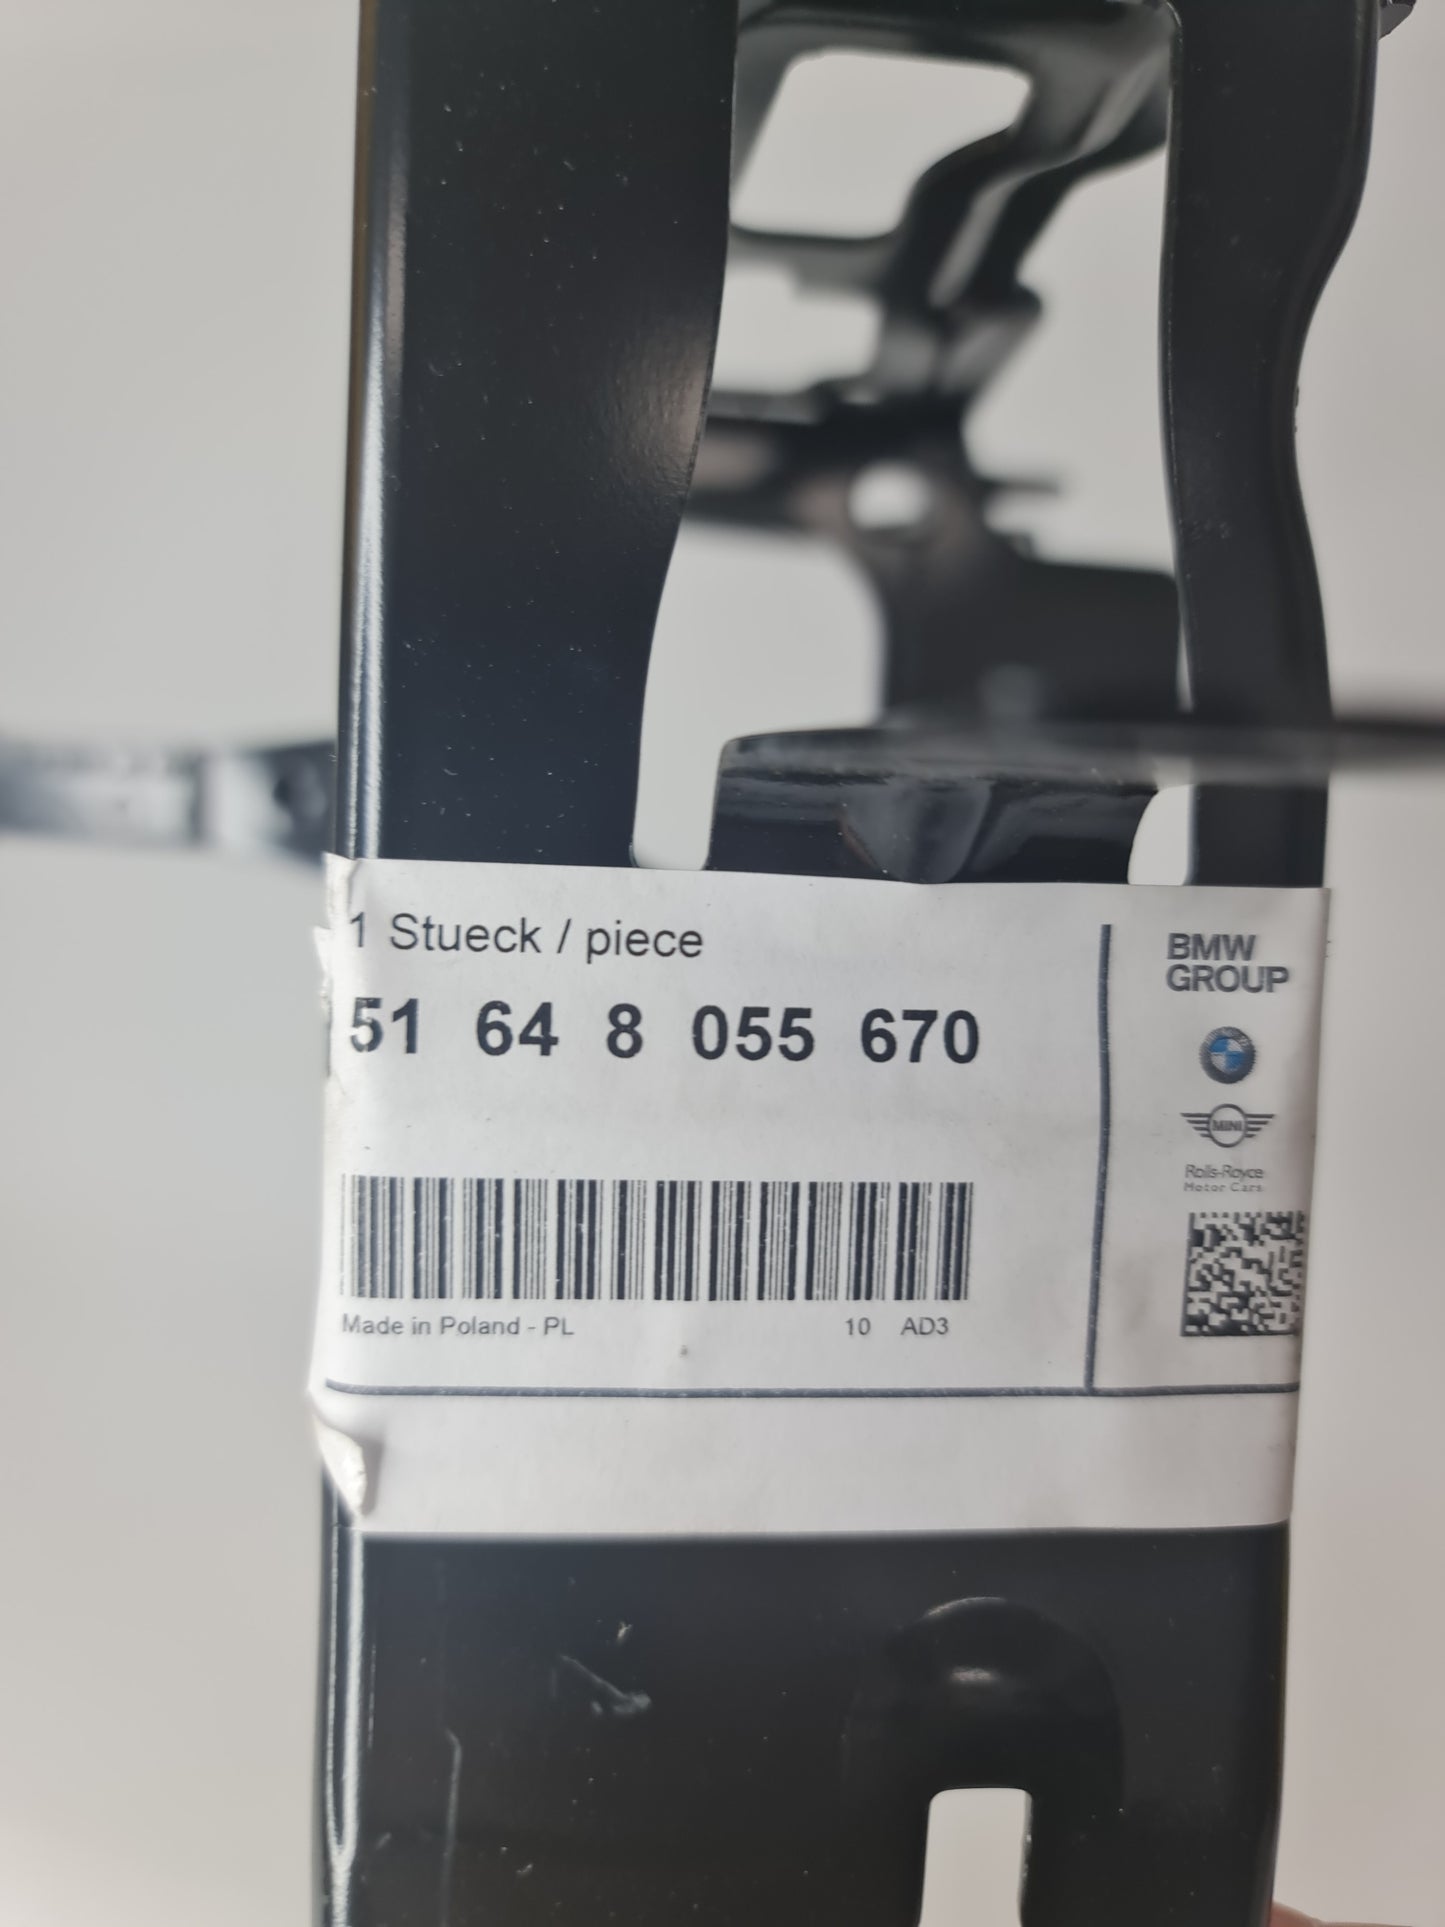 1 Stueck / piece
51 64 8 055 670
Made in Poland - PL
10 AD3
BMW
GROUP
MINI
Rolls-Royce
Motor Cars